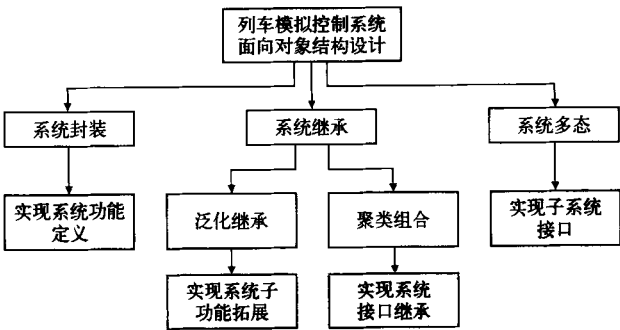 列车模拟控制系统
面向对象结构设计
系统封装
系统继承
系统多态
实现系统功能
定义
泛化继承
聚类组合
实现子系统
接口
实现系统子
功能拓展
实现系统
接口继承